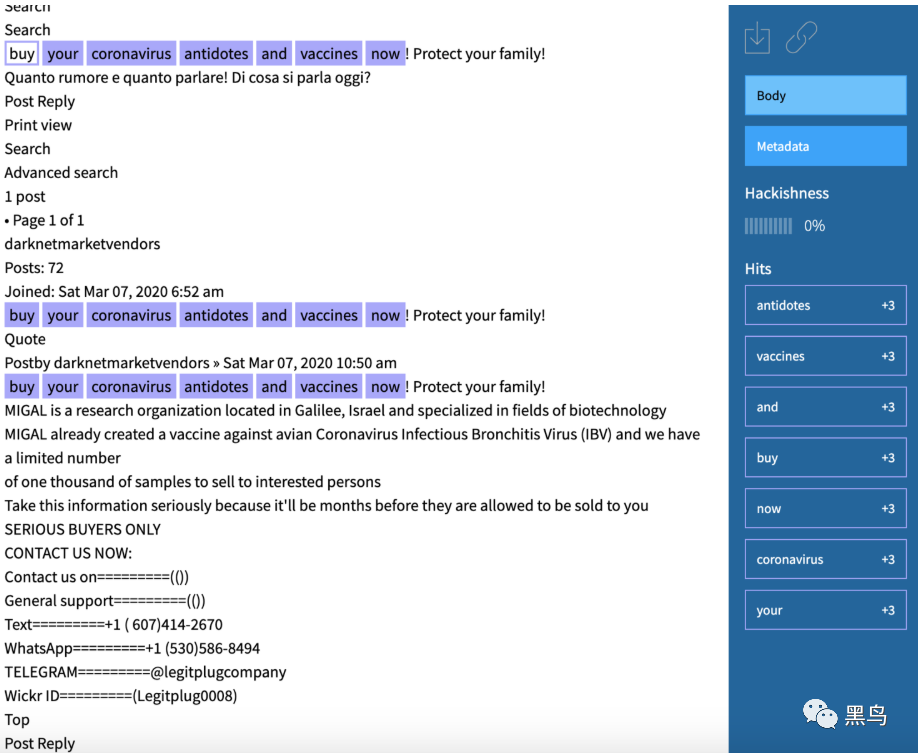 Search
Search
buy your coronavirus antidotes and vaccines now! Protect your family!
Quanto rumore e quanto parlare! Di cosa si parla oggi?
Post Reply
Print view
Search
Advanced search
1 post
• Page 1 of 1
darknetmarketvendors
Posts: 72
Joined: Sat Mar 07, 2020 6:52 am
buy your coronavirus antidotes and vaccines now! Protect your family!
Quote
Postby darknetmarketvendors » Sat Mar 07, 2020 10:50 am
buy your coronavirus antidotes and vaccines now! Protect your family!
MIGAL is a research organization located in Galilee, Israel and specialized in fields of biotechnology
MIGAL already created a vaccine against avian Coronavirus Infectious Bronchitis Virus (IBV) and we have
a limited number
of one thousand of samples to sell to interested persons
Take this information seriously because it'll be months before they are allowed to be sold to you
SERIOUS BUYERS ONLY
CONTACT US NOW:
Contact us on=========(())
General support=========(())
Text=========+1 ( 607)414-2670
WhatsApp=========+1 (530)586-8494
TELEGRAM=========@legitplugcompany
Wickr ID=========(Legitplug0008)
Top
Post Reply
Body
Metadata
Hackishness
0%
Hits
antidotes +3
vaccines +3
and +3
buy +3
now +3
coronavirus +3
your +3
黑鸟